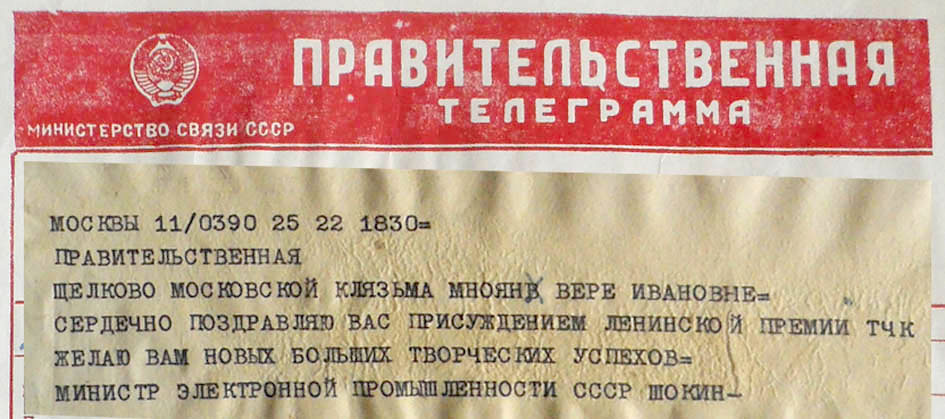 ПРАВИТЕЛЬСТВЕННАЯ
ТЕЛЕГРАММА
МИНИСТЕРСТВО СВЯЗИ СССР
МОСКВЫ 11/0390 25 22 1830=
ПРАВИТЕЛЬСТВЕННАЯ
ЩЕЛКОВО МОСКОВСКОЙ КЛЯЗЬМА ВЕРЕ ИВАНОВНЕ=
СЕРДЕЧНО ПОЗДРАВЛЯЮ ВАС ПРИСУЖДЕНИЕМ ЛЕНИНСКОЙ ПРЕМИИ ТЧК
ЖЕЛАЮ ВАМ НОВЫХ БОЛЬШИХ ТВОРЧЕСКИХ УСПЕХОВ=
МИНИСТР ЭЛЕКТРОННОЙ ПРОМЫШЛЕННОСТИ СССР ШОКИН-